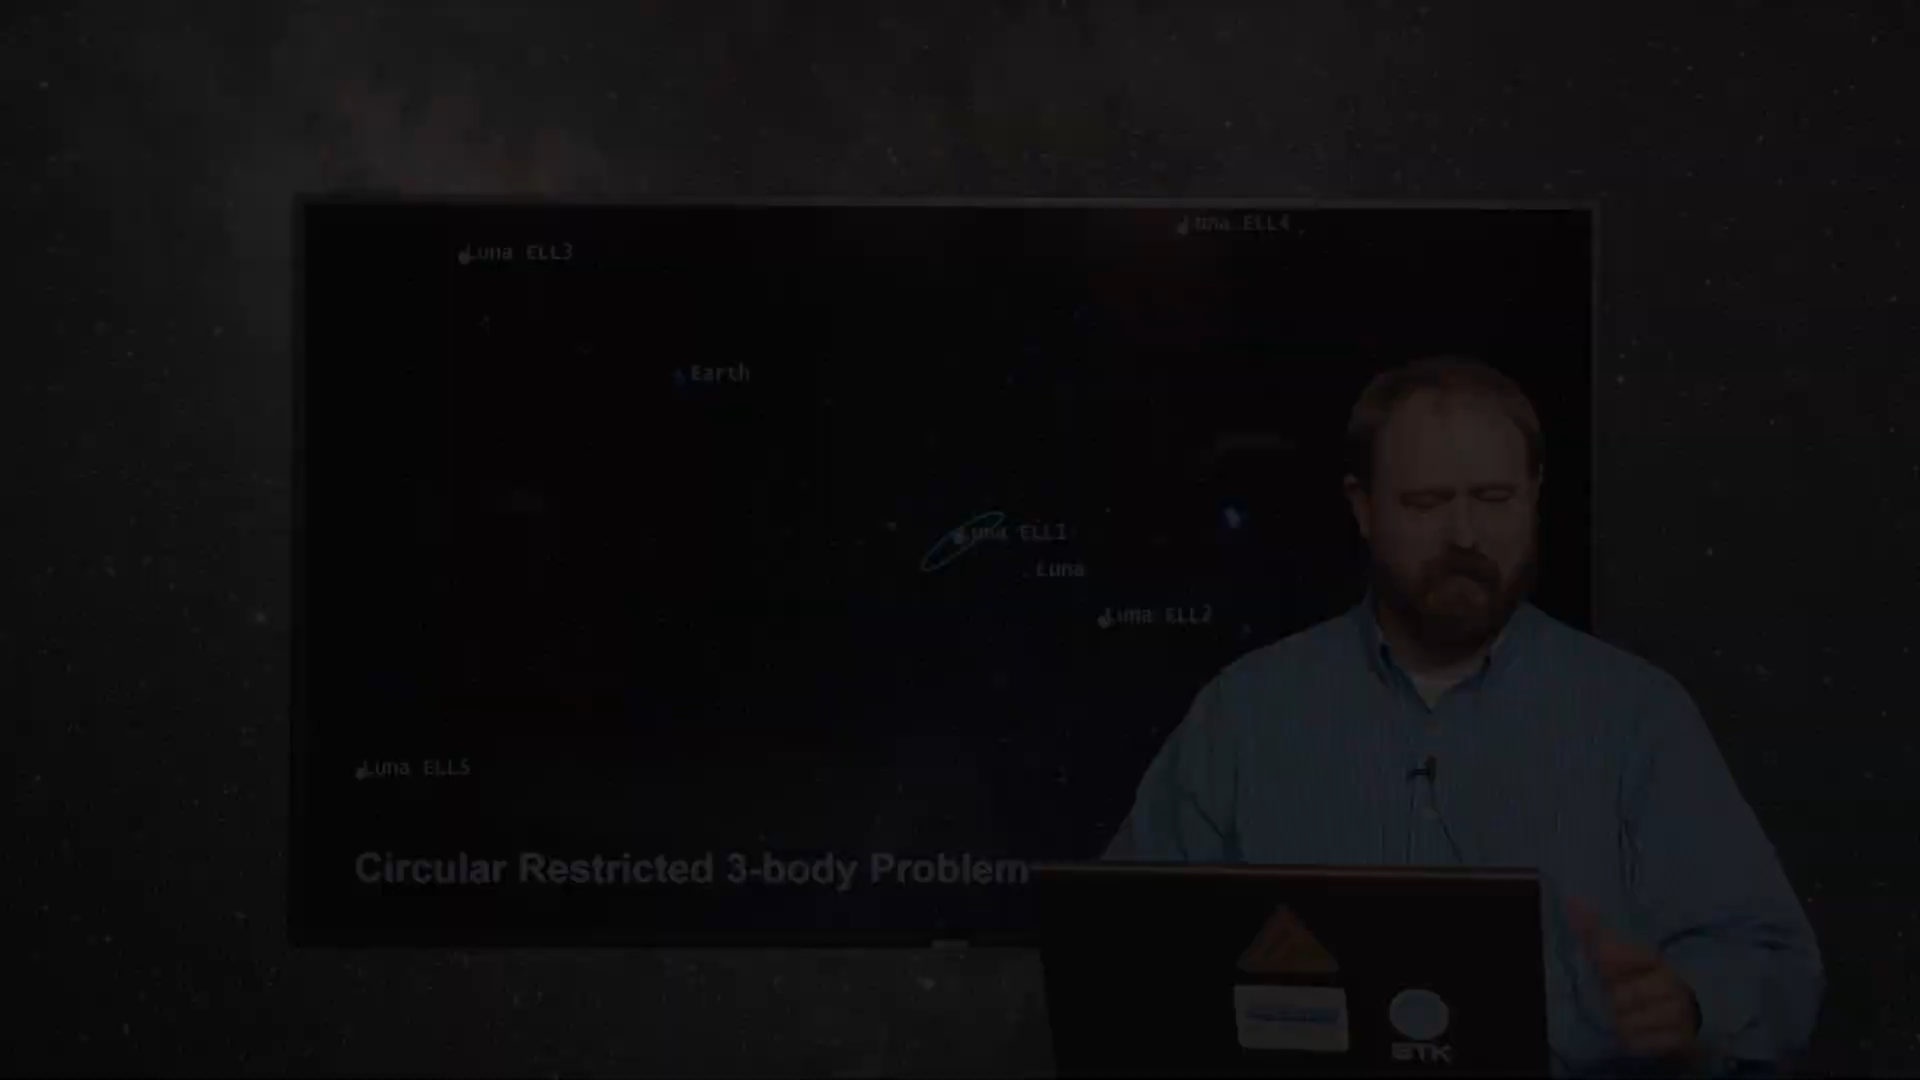 Luna ELL4
Luna ELL3
Earth
Luna ELL1
Luna
Luna ELL2
Luna ELL5
Circular Restricted 3-body Problem
STK